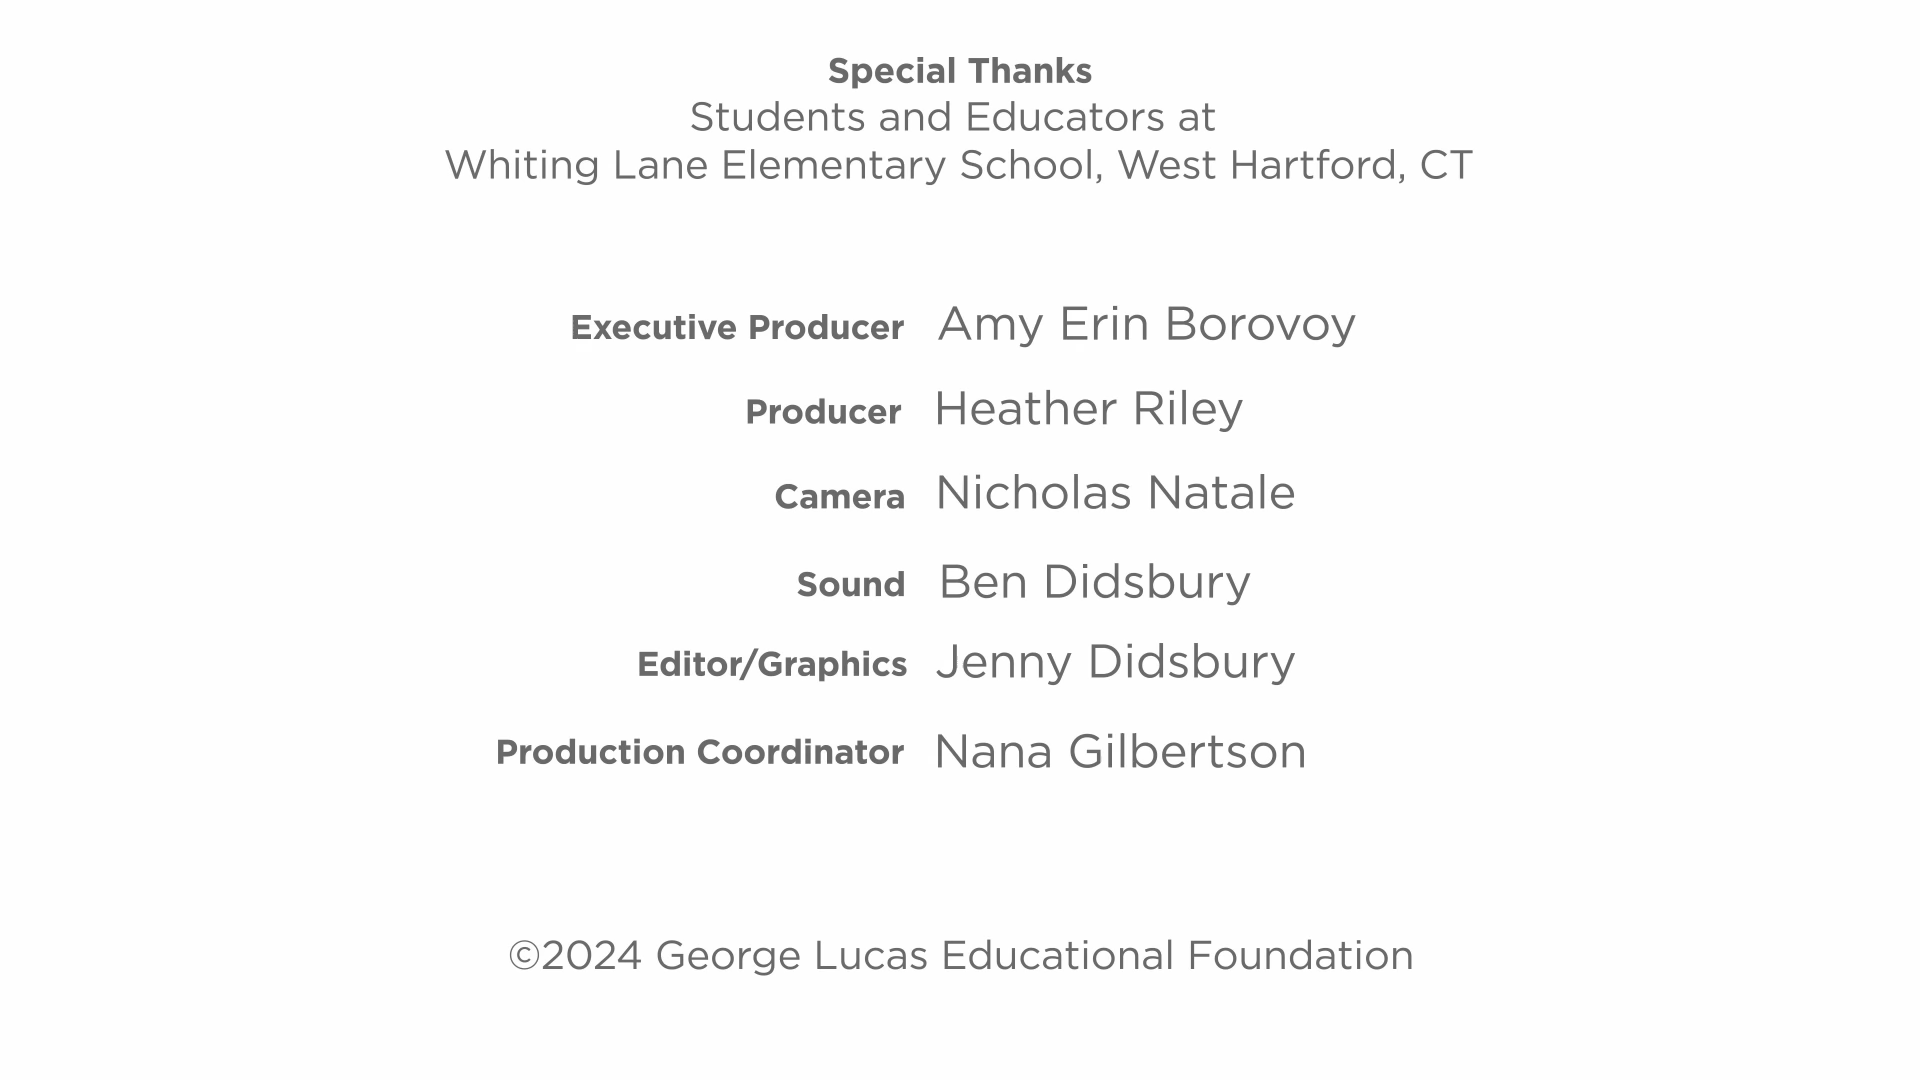 Special Thanks
Students and Educators at
Whiting Lane Elementary School, West Hartford, CT
Executive Producer Amy Erin Borovoy
Producer Heather Riley
Camera Nicholas Natale
Sound Ben Didsbury
Editor/Graphics Jenny Didsbury
Production Coordinator Nana Gilbertson
©2024 George Lucas Educational Foundation